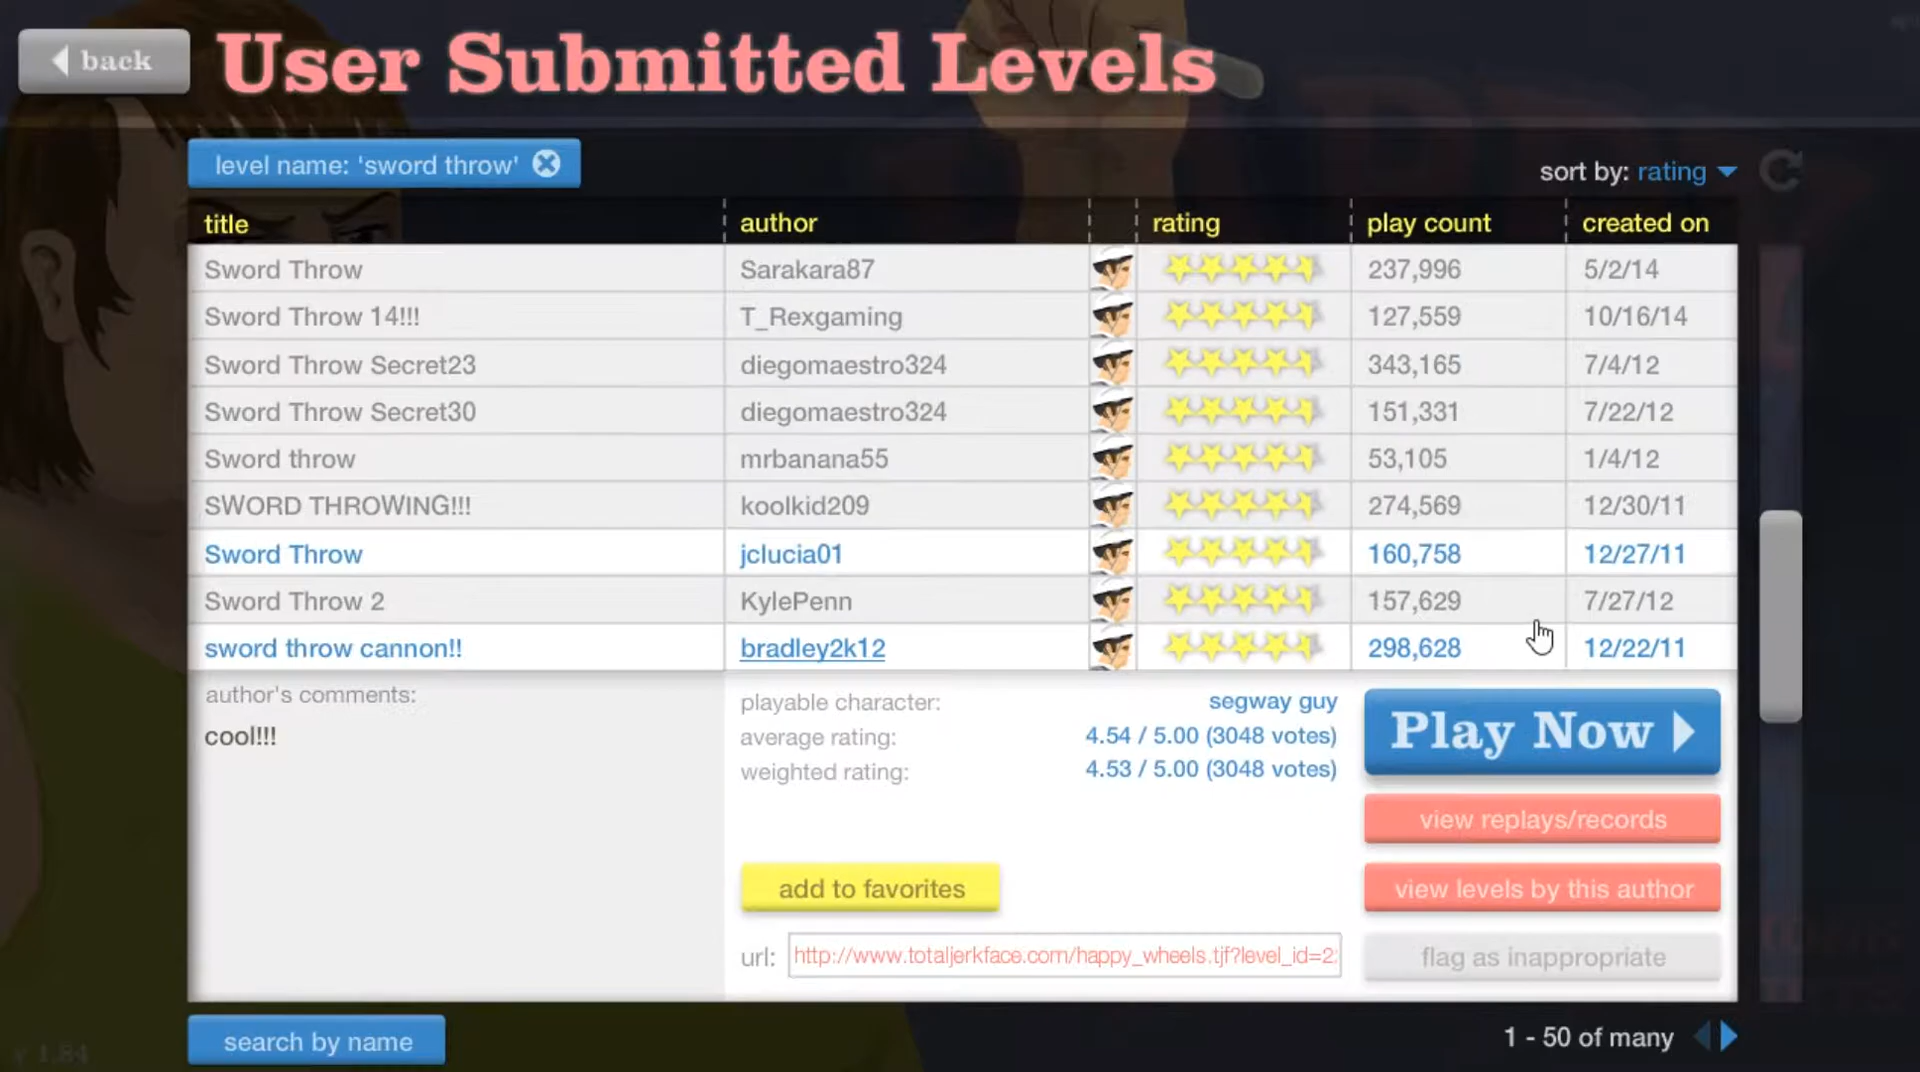 back
User Submitted Levels
level name: 'sword throw'
sort by: rating
title author rating play count created on
Sword Throw Sarakara87 237,996 5/2/14
Sword Throw 14!!! T_Rexgaming 127,559 10/16/14
Sword Throw Secret23 diegomaestro324 343,165 7/4/12
Sword Throw Secret30 diegomaestro324 151,331 7/22/12
Sword throw mrbanana55 53,105 1/4/12
SWORD THROWING!!! koolkid209 274,569 12/30/11
Sword Throw jclucia01 160,758 12/27/11
Sword Throw 2 KylePenn 157,629 7/27/12
sword throw cannon!! bradley2k12 298,628 12/22/11
author's comments:
cool!!!
playable character: segway guy
average rating: 4.54 / 5.00 (3048 votes)
weighted rating: 4.53 / 5.00 (3048 votes)
Play Now
view replays/records
add to favorites
view levels by this author
url: http://www.totaljerkface.com/happy_wheels.tjf?level_id=2
flag as inappropriate
search by name
1 - 50 of many
v 1.84